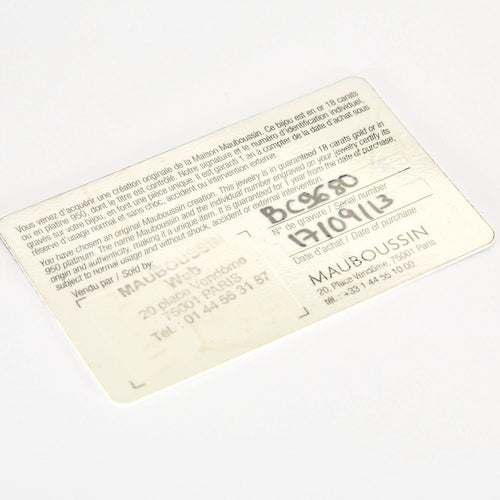 Vous venez d'acquérir une création originale de la Maison Mauboussin. Ce bijou est en or 18 carats
ou en platine 950, dont le titre est contrôlé. Notre signature et le numéro d'identification individuel,
gravés sur votre bijou, en font une pièce unique. Il est garanti 1 an à compter de la date d'achat sous
réserve d'usage normal et sans choc, accident ou intervention externe.
You have chosen an original Mauboussin creation. This jewelry is in guaranteed 18 carats gold or in
950 platinum. The name Mauboussin and the individual number engraved on your jewelry certify its
origin and authenticity, making it a unique item. It is guaranteed for 1 year from the date of purchase,
subject to normal usage and without shock, accident or external intervention.
Vendu par / Sold by
MAUBOUSSIN
Web
20 place Vendôme
75001 PARIS
Tél. : 01 44 55 31 57
BC9680
N° de gravure / Serial number
17/09/13
Date d'achat / Date of purchase
MAUBOUSSIN
20, Place Vendôme, 75001 Paris
Tél. : +33 1 44 55 10 00